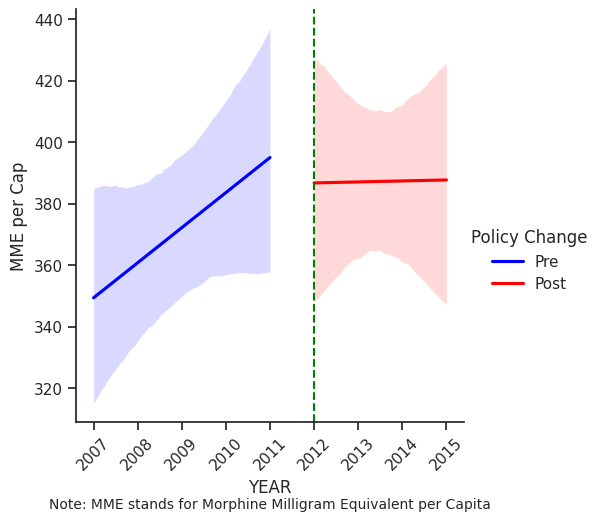 440
420
400
380
360
340
320
MME per Cap
2007
2008
2009
2010
2011
2012
2013
2014
2015
YEAR
Policy Change
Pre
Post
Note: MME stands for Morphine Milligram Equivalent per Capita